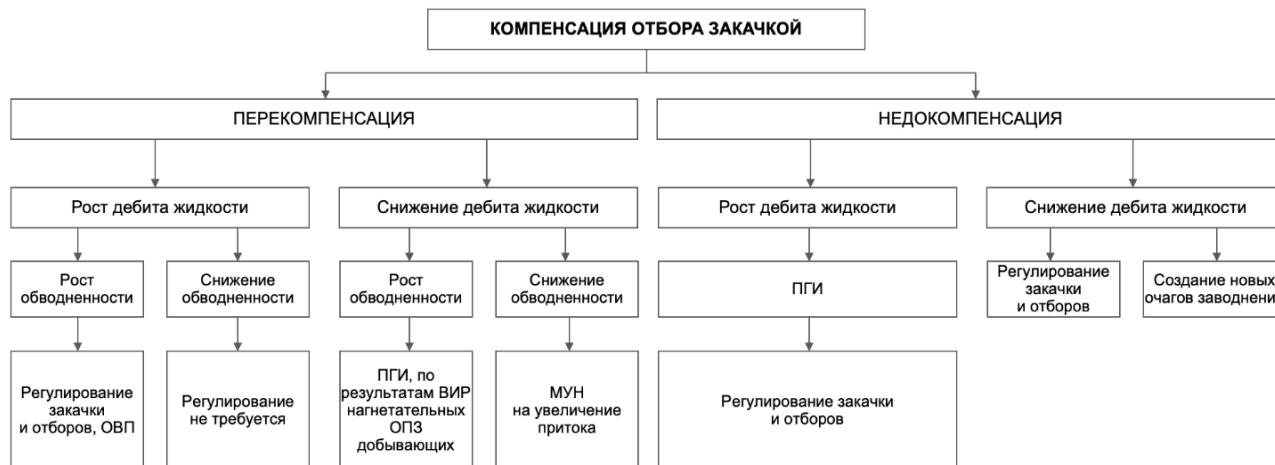 КОМПЕНСАЦИЯ ОТБОРА ЗАКАЧКОЙ
ПЕРЕКОМПЕНСАЦИЯ
НЕДОКОМПЕНСАЦИЯ
Рост дебита жидкости
Снижение дебита жидкости
Рост дебита жидкости
Снижение дебита жидкости
Рост
обводненности
Снижение
обводненности
Рост
обводненности
Снижение
обводненности
ПГИ
Регулирование
закачки
и отборов
Создание новых
очагов заводнени
Регулирование
закачки
и отборов, ОВП
Регулирование
не требуется
ПГИ, по
результатам ВИР
нагнетательных
ОПЗ
добывающих
МУН
на увеличение
притока
Регулирование закачки
и отборов